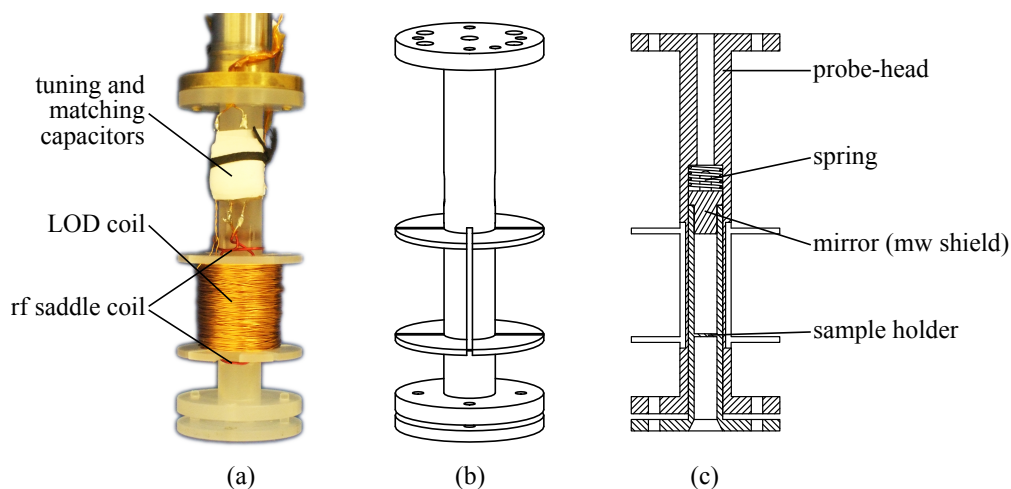 tuning and
matching
capacitors
LOD coil
rf saddle coil
probe-head
spring
mirror (mw shield)
sample holder
(a)
(b)
(c)